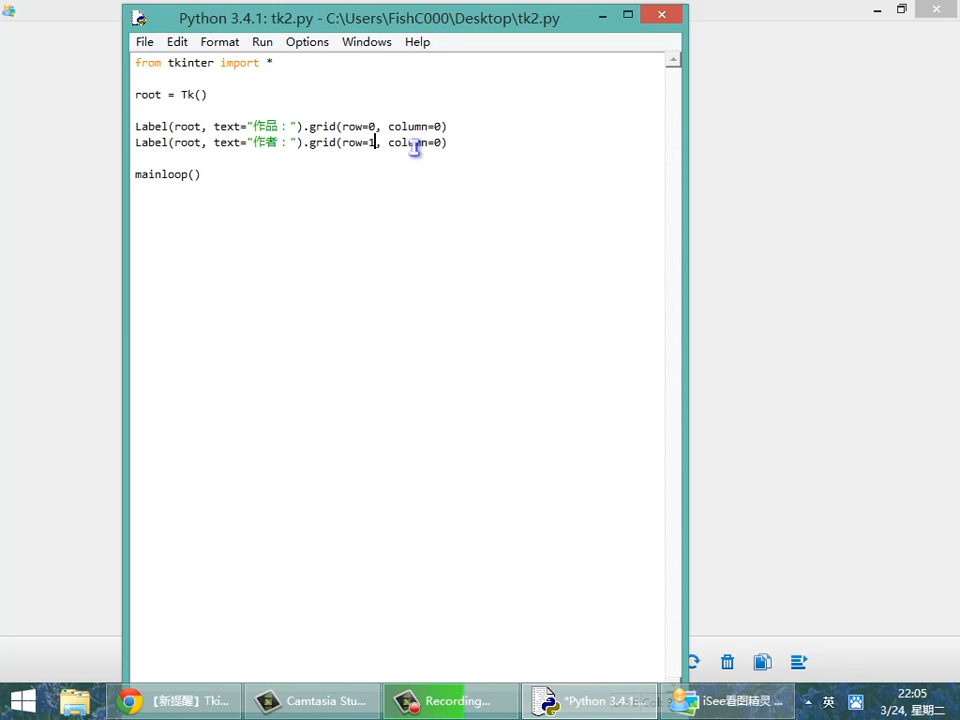 Python 3.4.1: tk2.py - C:\Users\FishC000\Desktop\tk2.py
File Edit Format Run Options Windows Help
from tkinter import *
root = Tk()
Label(root, text="作品：").grid(row=0, column=0)
Label(root, text="作者：").grid(row=1, column=0)
mainloop()
【新提醒】Tki... Camtasia Stu... Recording... *Python 3.4.1:... iSee看图精灵 ... 英 22:05
3/24, 星期二